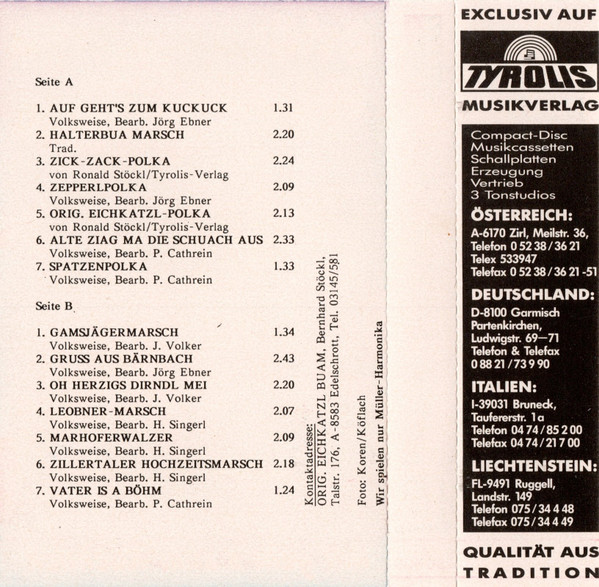 Seite A
1. AUF GEHT'S ZUM KUCKUCK 1.31
Volksweise, Bearb. Jörg Ebner
2. HALTERBUA MARSCH 2.20
Trad.
3. ZICK-ZACK-POLKA 2.24
von Ronald Stöckl/Tyrolis-Verlag
4. ZEPPERLPOLKA 2.09
Volksweise, Bearb. Jörg Ebner
5. ORIG. EICHKATZL-POLKA 2.13
von Ronald Stöckl/Tyrolis-Verlag
6. ALTE ZIAG MA DIE SCHUACH AUS 2.33
Volksweise, Bearb. P. Cathrein
7. SPATZENPOLKA 1.33
Volksweise, Bearb. P. Cathrein
Seite B
1. GAMSJÄGERMARSCH 1.34
Volksweise, Bearb. J. Volker
2. GRUSS AUS BÄRNBACH 2.43
Volksweise, Bearb. Jörg Ebner
3. OH HERZIGS DIRNDL MEI 2.20
Volksweise, Bearb. J. Volker
4. LEOBNER-MARSCH 2.07
Volksweise, Bearb. H. Singerl
5. MARHOFERWALZER 2.09
Volksweise, Bearb. H. Singerl
6. ZILLERTALER HOCHZEITSMARSCH 2.18
Volksweise, Bearb. H. Singerl
7. VATER IS A BÖHM 1.24
Volksweise, Bearb. P. Cathrein
Kontaktadresse:
ORIG. EICHKATZL BUAM, Bernhard Stöckl,
Talstr. 176, A-8583 Edelschrott, Tel. 03145/581
Foto: Koren/Köflach
Wir spielen nur Müller-Harmonika
EXCLUSIV AUF
TYROLIS
MUSIKVERLAG
Compact-Disc
Musikcassetten
Schallplatten
Erzeugung
Vertrieb
3 Tonstudios
ÖSTERREICH:
A-6170 Zirl, Meilstr. 36,
Telefon 0 52 38 / 36 21
Telex 533947
Telefax 0 52 38 / 36 21 -51
DEUTSCHLAND:
D-8100 Garmisch
Partenkirchen,
Ludwigstr. 69—71
Telefon & Telefax
0 88 21 / 73 9 90
ITALIEN:
I-39031 Bruneck,
Taufererstr. 1a
Telefon 04 74 / 85 2 00
Telefax 04 74 / 21 7 00
LIECHTENSTEIN:
FL-9491 Ruggell,
Landstr. 149
Telefon 075 / 34 4 48
Telefax 075 / 34 4 49
QUALITÄT AUS
TRADITION